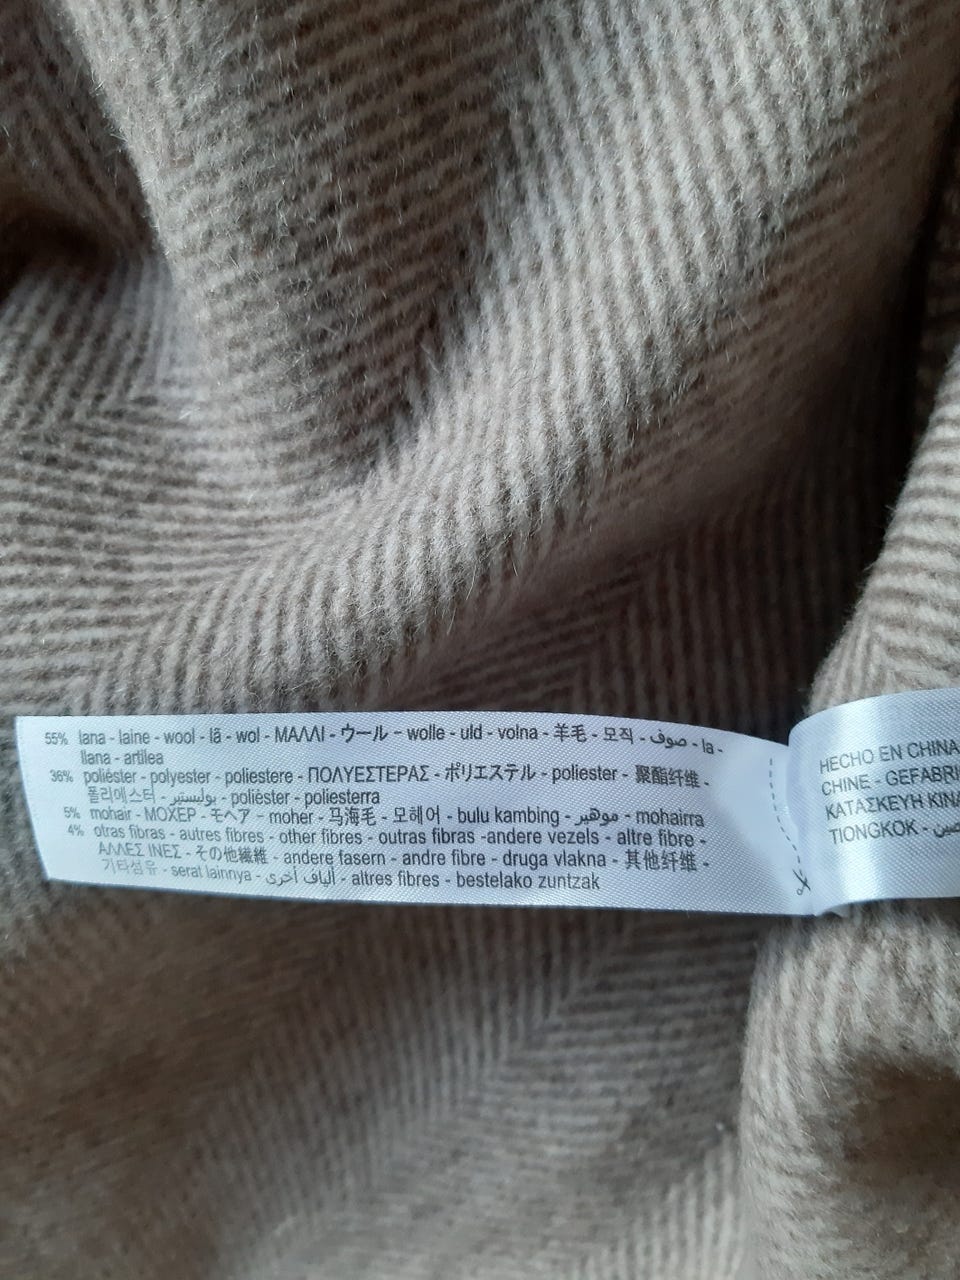 55% lana - laine - wool - lã - wol - ΜΑΛΛΙ - ウール - wolle - uld - volna - 羊毛 - 모직 - صوف - la -
llana - artilea
36% poliéster - polyester - poliestere - ΠΟΛΥΕΣΤΕΡΑΣ - ポリエステル - poliester - 聚酯纤维 -
폴리에스터 - بوليستير - poliéster - poliesterra
5% mohair - ΜΟΧΕΡ - モヘア - moher - 马海毛 - 모헤어 - bulu kambing - موهير - mohairra
4% otras fibras - autres fibres - other fibres - outras fibras -andere vezels - altre fibre -
ΑΛΛΕΣ ΙΝΕΣ - その他繊維 - andere fasern - andre fibre - druga vlakna - 其他纤维 -
기타섬유 - serat lainnya - ألياف أخرى - altres fibres - bestelako zuntzak
HECHO EN CHINA
CHINE - GEFABRI
ΚΑΤΑΣΚΕΥΗ ΚΙΝΑ
TIONGKOK -